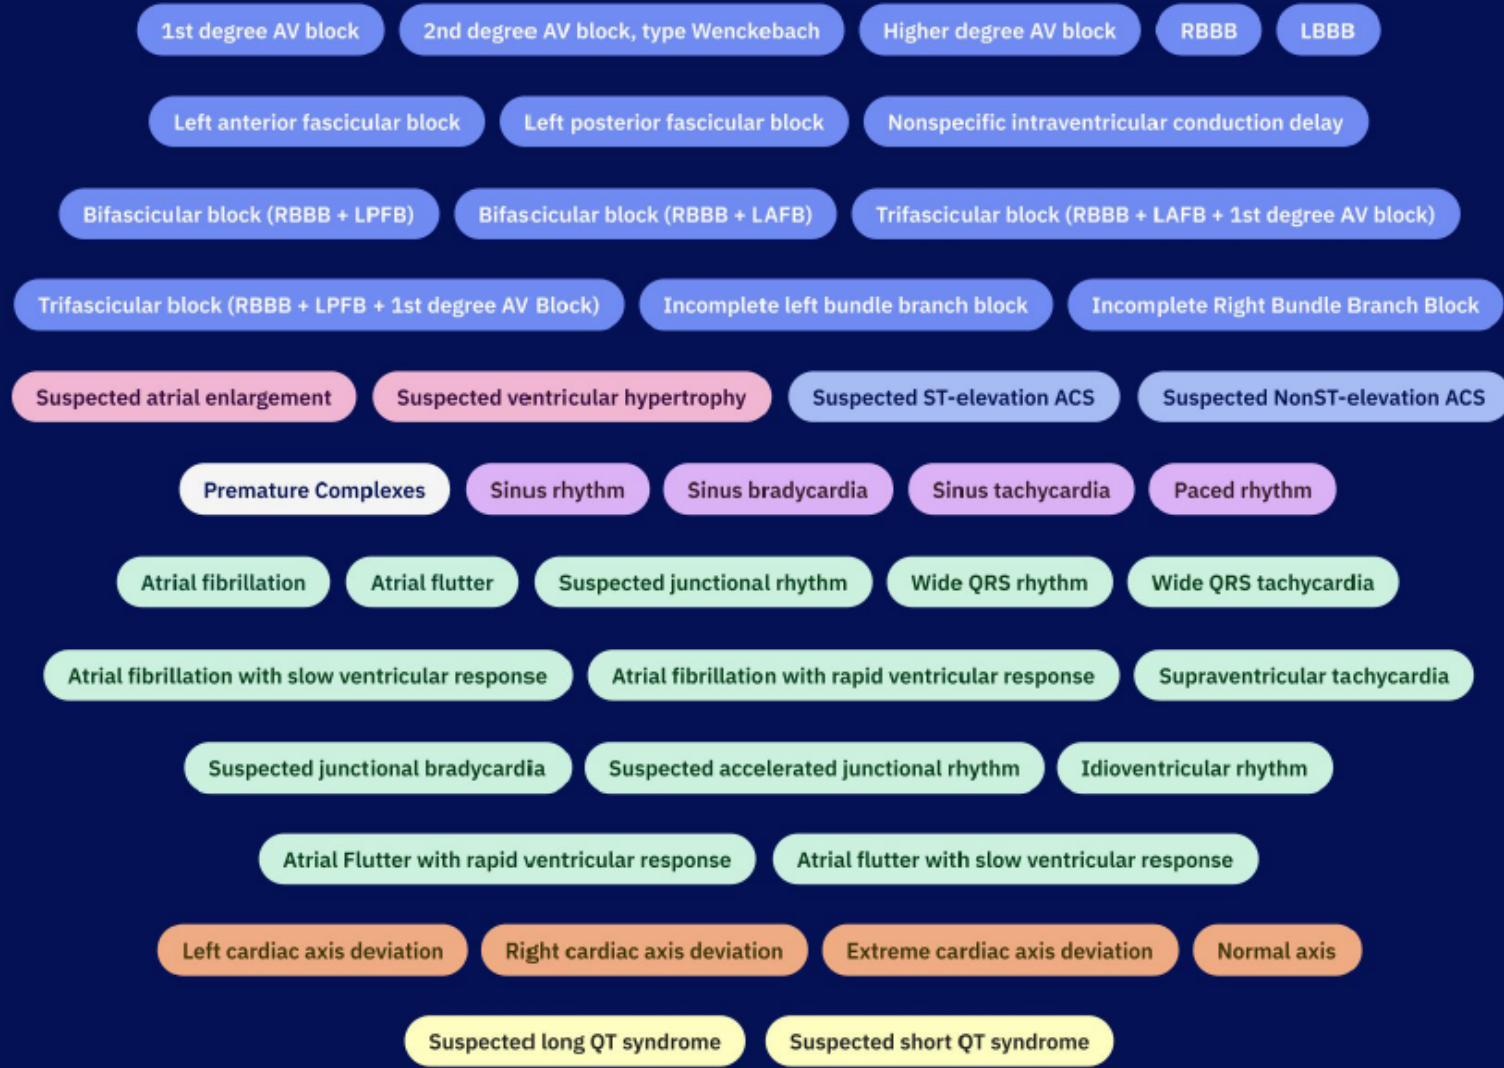 1st degree AV block 2nd degree AV block, type Wenckebach Higher degree AV block RBBB LBBB
Left anterior fascicular block Left posterior fascicular block Nonspecific intraventricular conduction delay
Bifascicular block (RBBB + LPFB) Bifascicular block (RBBB + LAFB) Trifascicular block (RBBB + LAFB + 1st degree AV block)
Trifascicular block (RBBB + LPFB + 1st degree AV Block) Incomplete left bundle branch block Incomplete Right Bundle Branch Block
Suspected atrial enlargement Suspected ventricular hypertrophy Suspected ST-elevation ACS Suspected NonST-elevation ACS
Premature Complexes Sinus rhythm Sinus bradycardia Sinus tachycardia Paced rhythm
Atrial fibrillation Atrial flutter Suspected junctional rhythm Wide QRS rhythm Wide QRS tachycardia
Atrial fibrillation with slow ventricular response Atrial fibrillation with rapid ventricular response Supraventricular tachycardia
Suspected junctional bradycardia Suspected accelerated junctional rhythm Idioventricular rhythm
Atrial Flutter with rapid ventricular response Atrial flutter with slow ventricular response
Left cardiac axis deviation Right cardiac axis deviation Extreme cardiac axis deviation Normal axis
Suspected long QT syndrome Suspected short QT syndrome